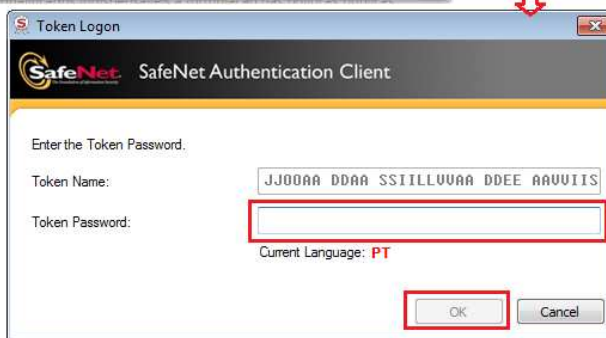 Token Logon
SafeNet. SafeNet Authentication Client
Enter the Token Password.
Token Name: JJOOAA DDAA SSIILLVVAA DDEE AAVVIIS
Token Password:
Current Language: PT
OK Cancel